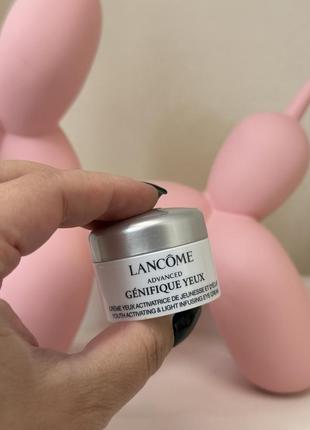 LANCÔME
ADVANCED
GÉNIFIQUE YEUX
CRÈME YEUX ACTIVATRICE DE JEUNESSE ET D'ÉCLAT
YOUTH ACTIVATING & LIGHT INFUSING EYE CREAM